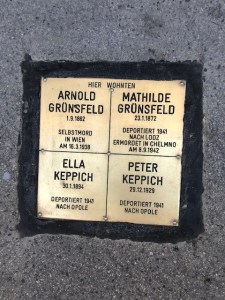 HIER WOHNTEN
ARNOLD
GRÜNSFELD
1.9.1862
SELBSTMORD
IN WIEN
AM 16.3.1938
MATHILDE
GRÜNSFELD
23.1.1872
DEPORTIERT 1941
NACH LODZ
ERMORDET IN CHELMNO
AM 8.9.1942
ELLA
KEPPICH
30.1.1894
DEPORTIERT 1941
NACH OPOLE
PETER
KEPPICH
29.12.1929
DEPORTIERT 1941
NACH OPOLE